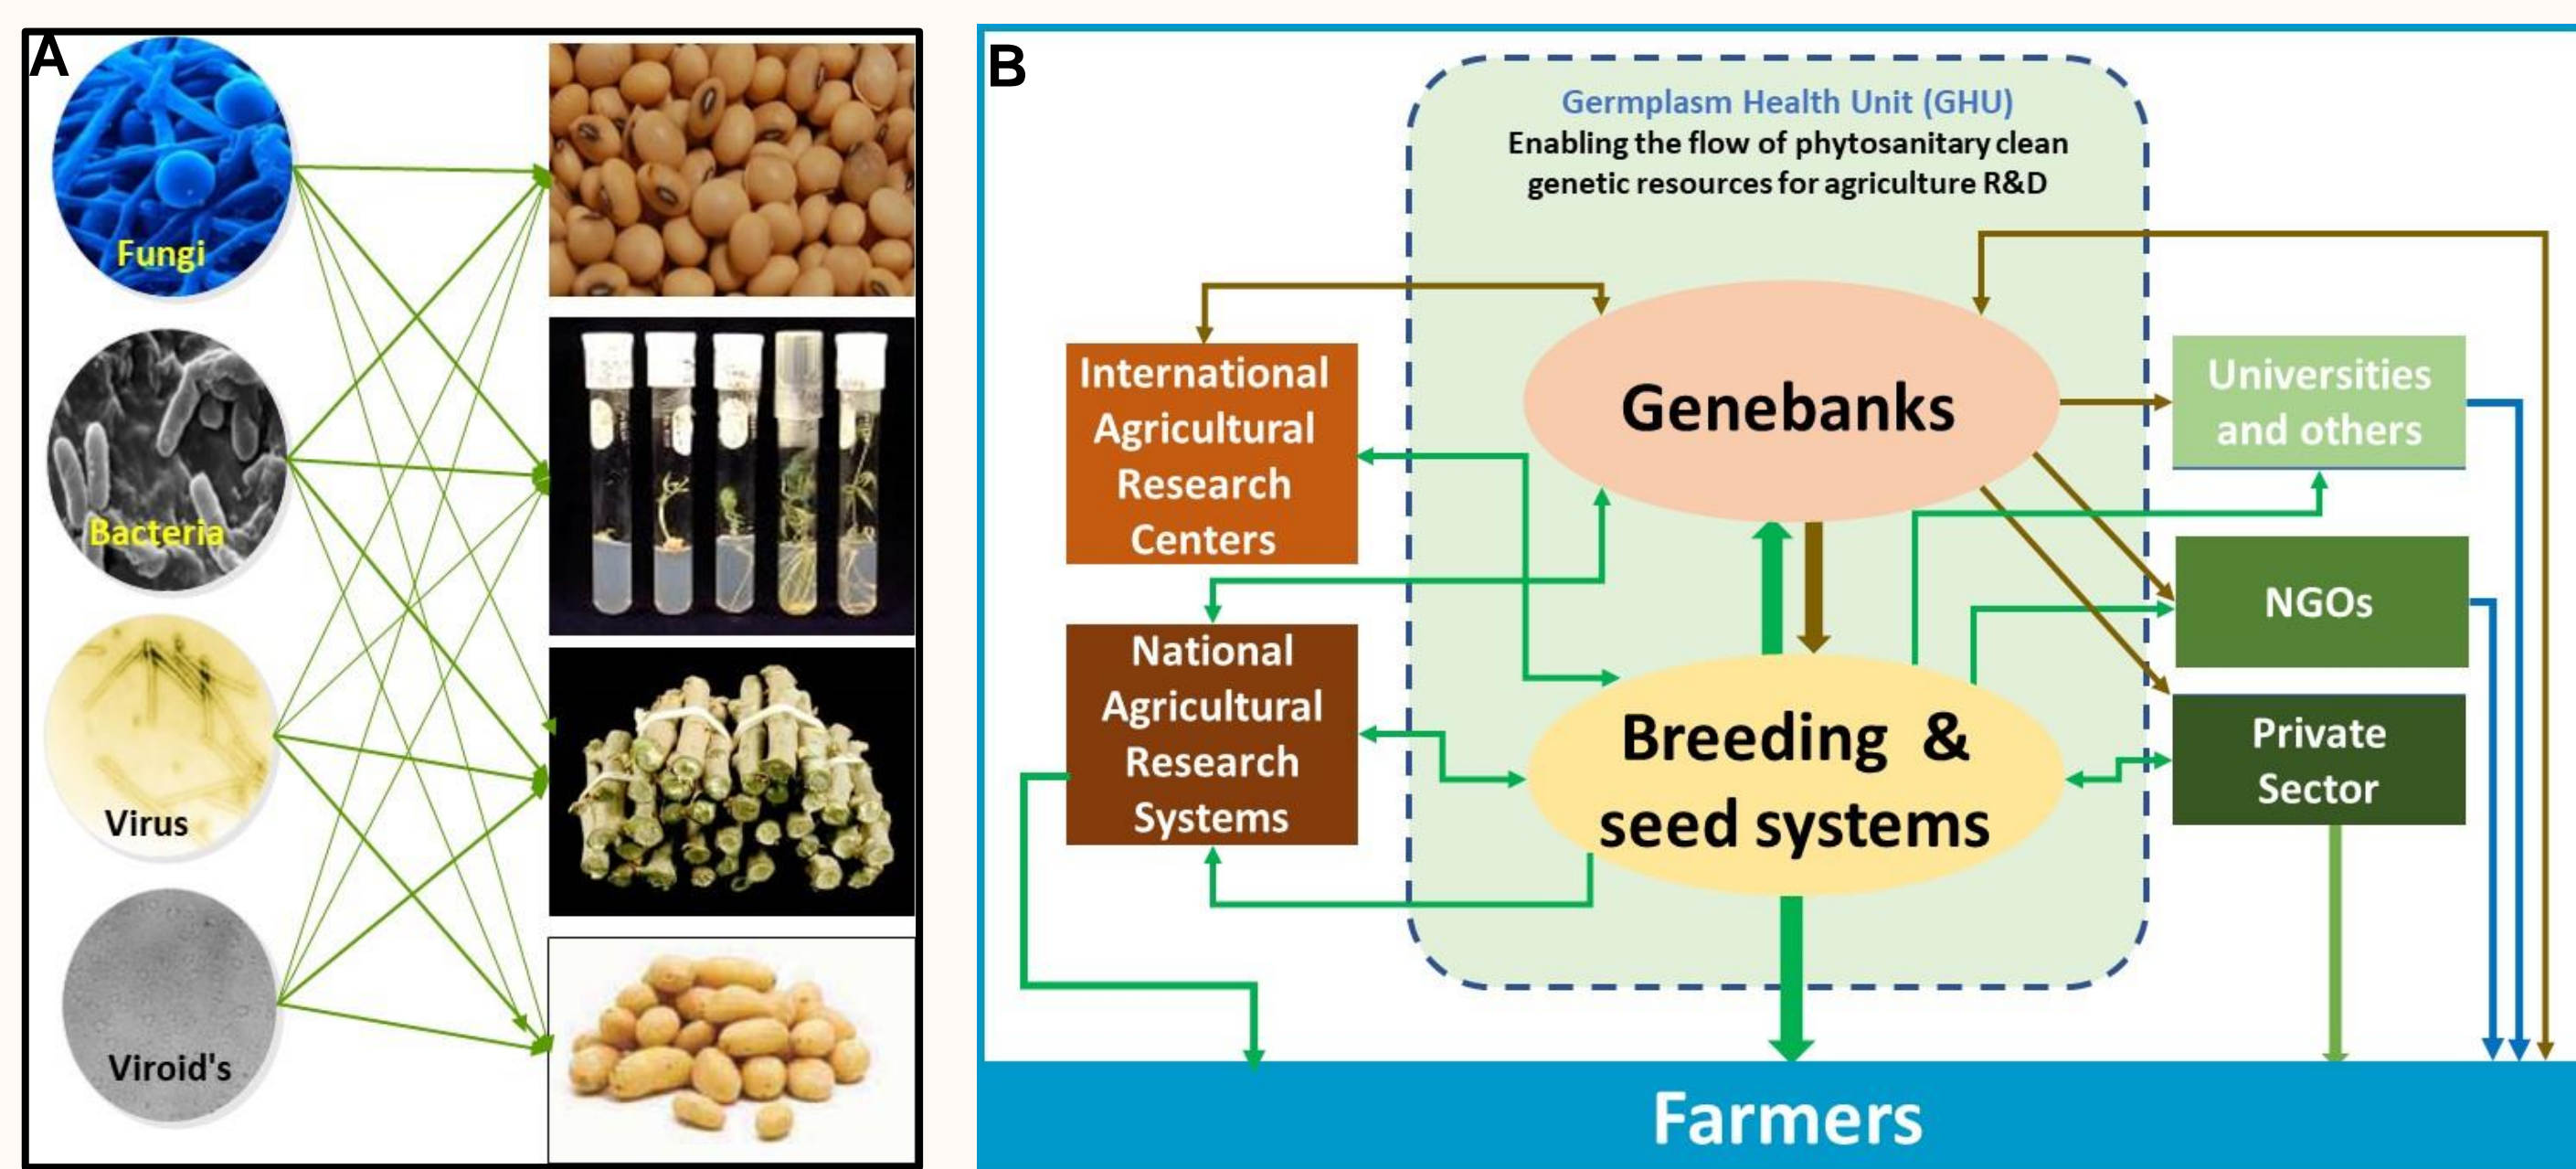 A
Fungi
Bacteria
Virus
Viroid's
B
Germplasm Health Unit (GHU)
Enabling the flow of phytosanitary clean
genetic resources for agriculture R&D
International
Agricultural
Research
Centers
National
Agricultural
Research
Systems
Genebanks
Breeding &
seed systems
Universities
and others
NGOs
Private
Sector
Farmers